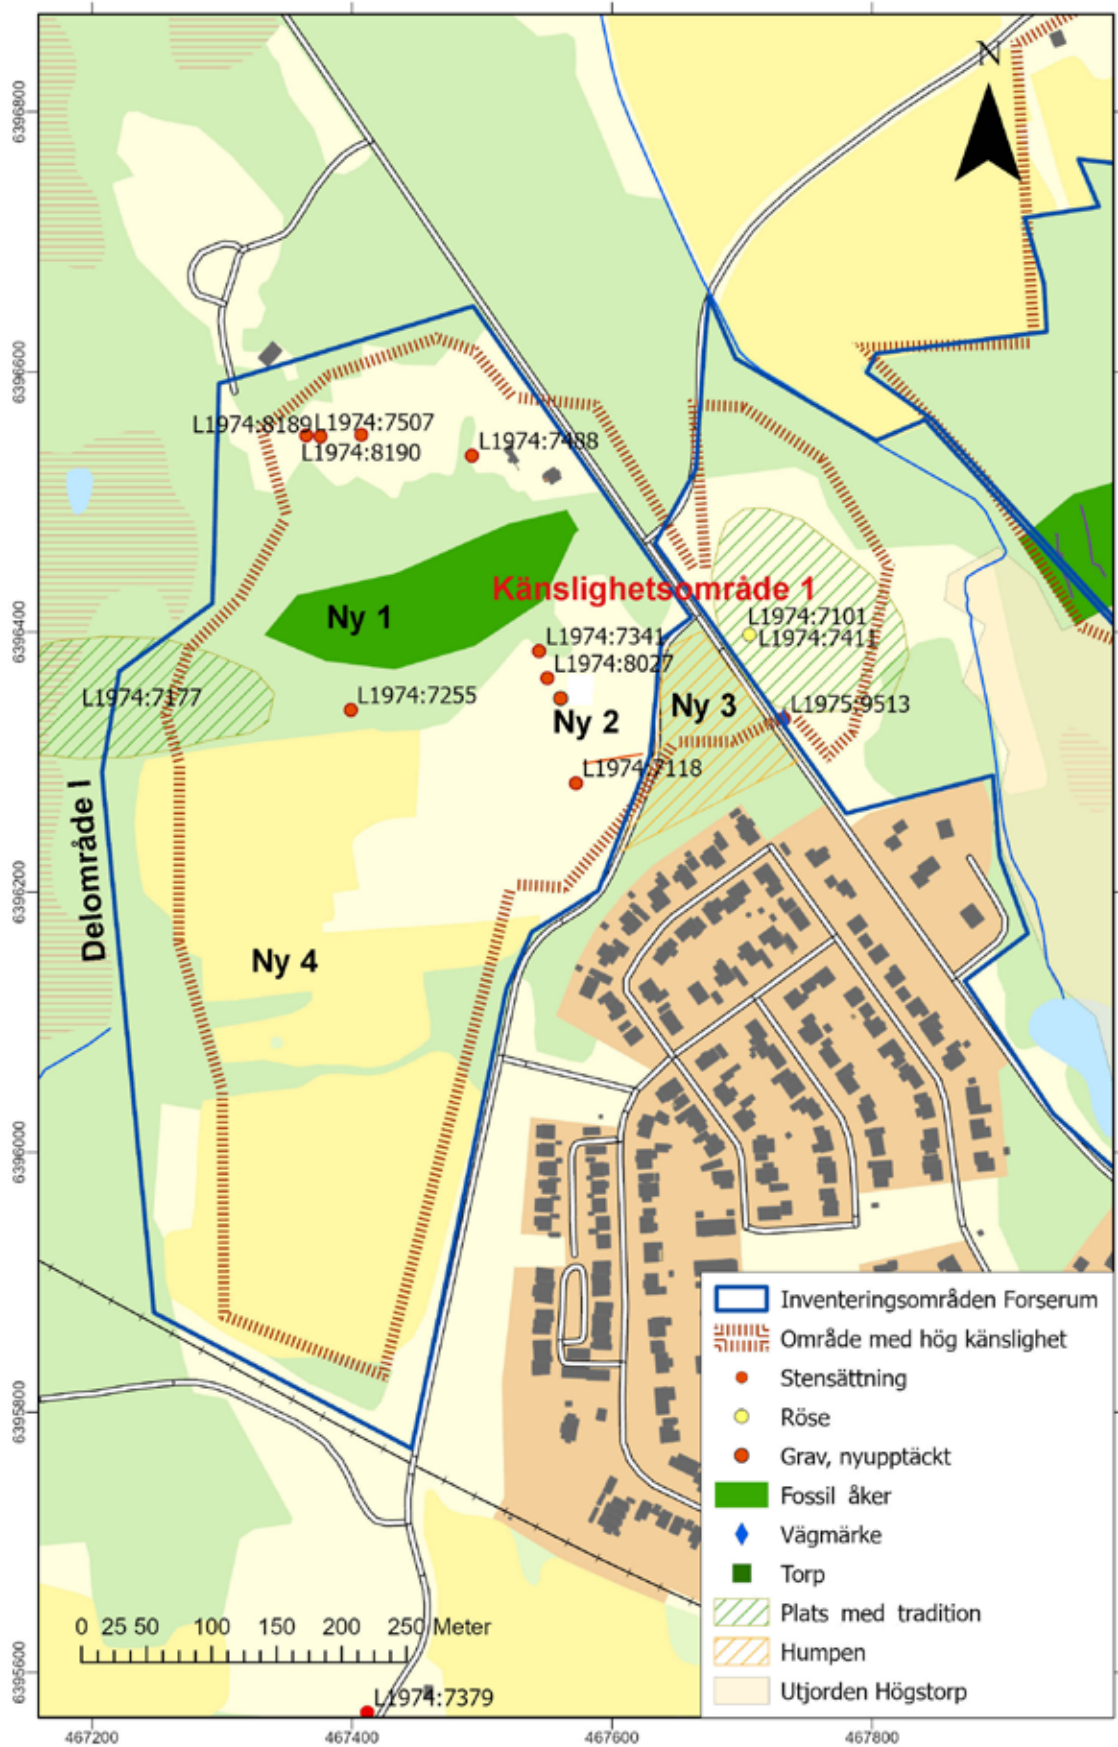 N
6396800
6396600
6396400
6396200
6396000
6395800
6395600
L1974:8189
L1974:7507
L1974:8190
L1974:7488
Känslighetsområde 1
Ny 1
L1974:7101
L1974:7411
L1974:7341
L1974:8027
L1974:7177
L1974:7255
Ny 2
Ny 3
L1975:9513
L1974:7118
Delområde I
Ny 4
Inventeringsområden Forserum
Område med hög känslighet
Stensättning
Röse
Grav, nyupptäckt
Fossil åker
Vägmärke
Torp
Plats med tradition
Humpen
Utjorden Högstorp
0 25 50 100 150 200 250 Meter
L1974:7379
467200 467400 467600 467800